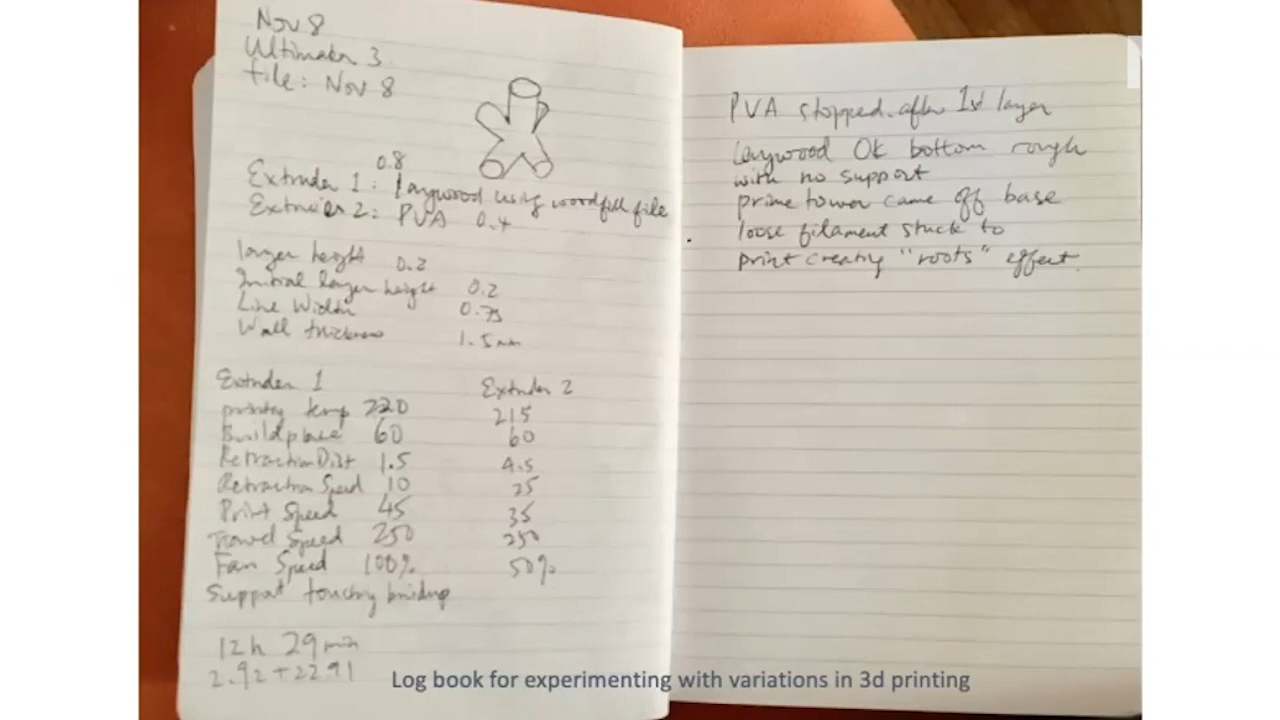 Nov 8
Ultimaker 3
file: Nov 8
0.8
Extruder 1: Laywood using woodfill file
Extruder 2: PVA 0.4
layer height 0.2
Initial layer height 0.2
Line Width 0.75
Wall thickness 1.5mm
Extruder 1 Extruder 2
printing temp 220 215
Buildplate 60 60
Retraction Dist 1.5 4.5
Retraction Speed 10 25
Print Speed 45 35
Travel Speed 250 250
Fan Speed 100% 50%
Support touching buildup
12h 29min
2.92 + 22.91
PVA stopped after 1st layer
Laywood OK bottom rough
with no support
prime tower came off base
loose filament stuck to
print creating "roots" effect.
Log book for experimenting with variations in 3d printing